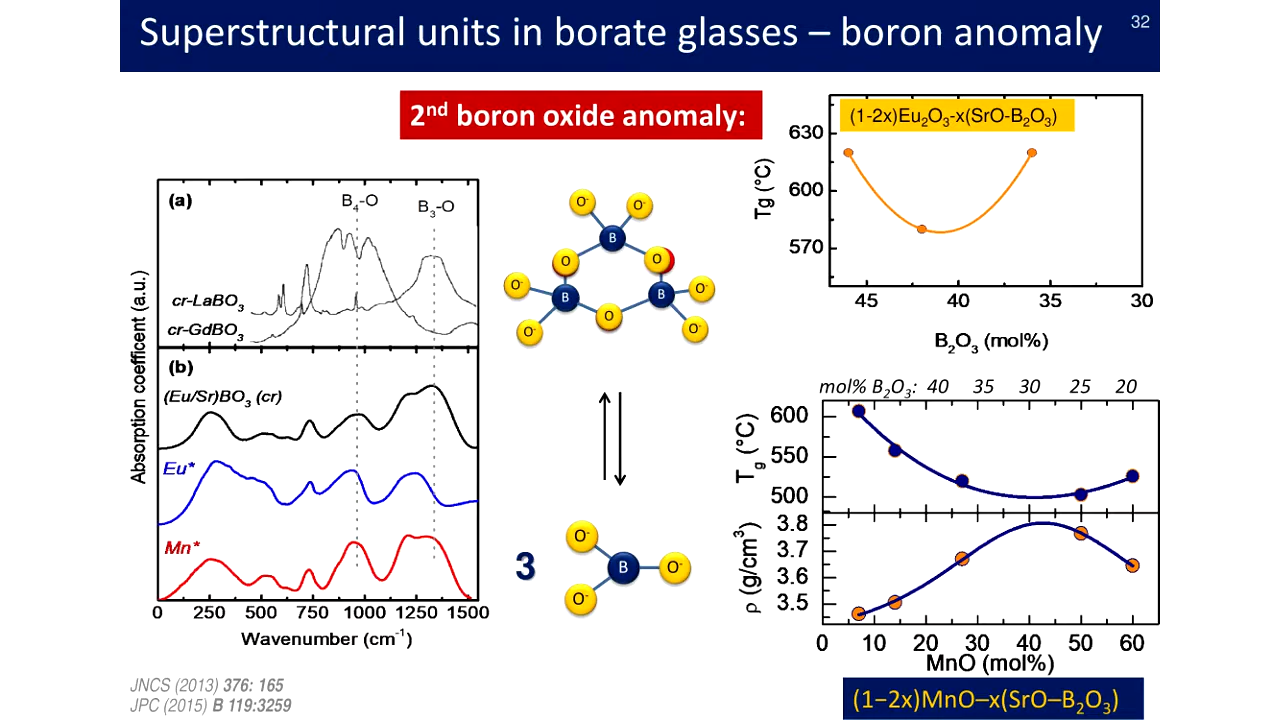 Superstructural units in borate glasses – boron anomaly
32
2nd boron oxide anomaly:
(a)
B4-O
B3-O
cr-LaBO3
cr-GdBO3
(b)
(Eu/Sr)BO3 (cr)
Eu*
Mn*
Absorption coefficent (a.u.)
0 250 500 750 1000 1250 1500
Wavenumber (cm-1)
O- O-
B
O O
O- B B O-
O- O O-
3
O-
B O-
O-
(1-2x)Eu2O3-x(SrO-B2O3)
Tg (°C)
630
600
570
45 40 35 30
B2O3 (mol%)
mol% B2O3: 40 35 30 25 20
Tg (°C)
600
550
500
ρ (g/cm3)
3.8
3.7
3.6
3.5
0 10 20 30 40 50 60
MnO (mol%)
(1–2x)MnO–x(SrO–B2O3)
JNCS (2013) 376: 165
JPC (2015) B 119:3259